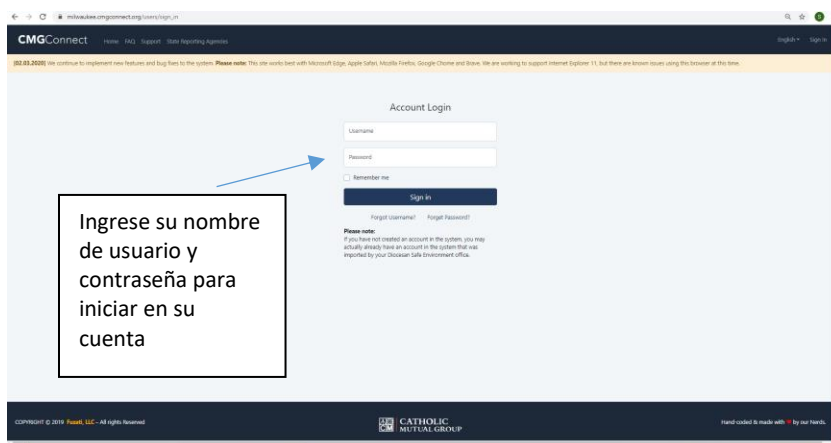 milwaukee.cmgconnect.org/users/sign_in
CMGConnect Home FAQ Support State Reporting Agencies English Sign in
(02.03.2020) We continue to implement new features and bug fixes to the system. Please note: This site works best with Microsoft Edge, Apple Safari, Mozilla Firefox, Google Chrome and Brave. We are working to support Internet Explorer 11, but there are known issues using this browser at this time.
Account Login
Username
Password
Remember me
Sign in
Forgot Username? Forgot Password?
Please note:
If you have not created an account in the system, you may
actually already have an account in the system that was
imported by your Diocesan Safe Environment office.
Ingrese su nombre
de usuario y
contraseña para
iniciar en su
cuenta
COPYRIGHT © 2019 Fuzati, LLC – All rights Reserved
CATHOLIC
MUTUAL GROUP
Hand-coded & made with ❤ by our Nerds.